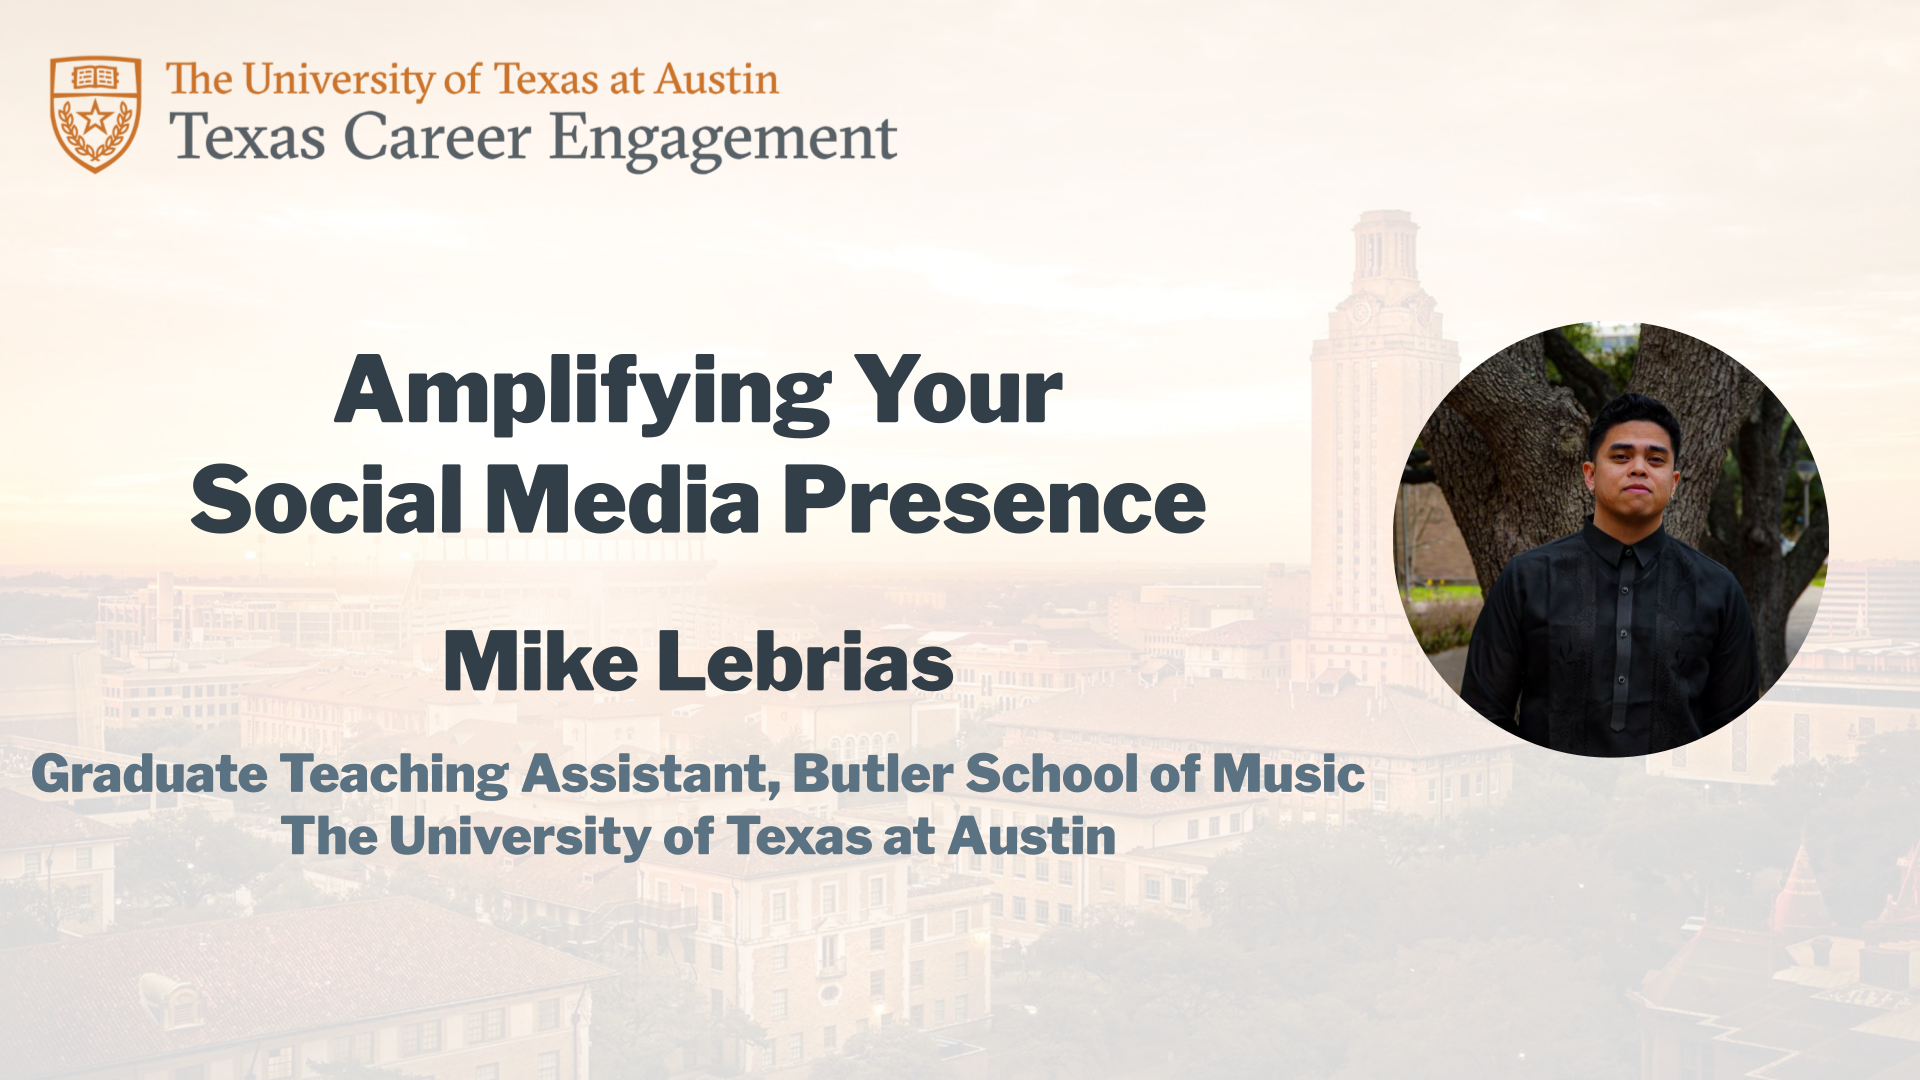 The University of Texas at Austin
Texas Career Engagement
Amplifying Your
Social Media Presence
Mike Lebrias
Graduate Teaching Assistant, Butler School of Music
The University of Texas at Austin